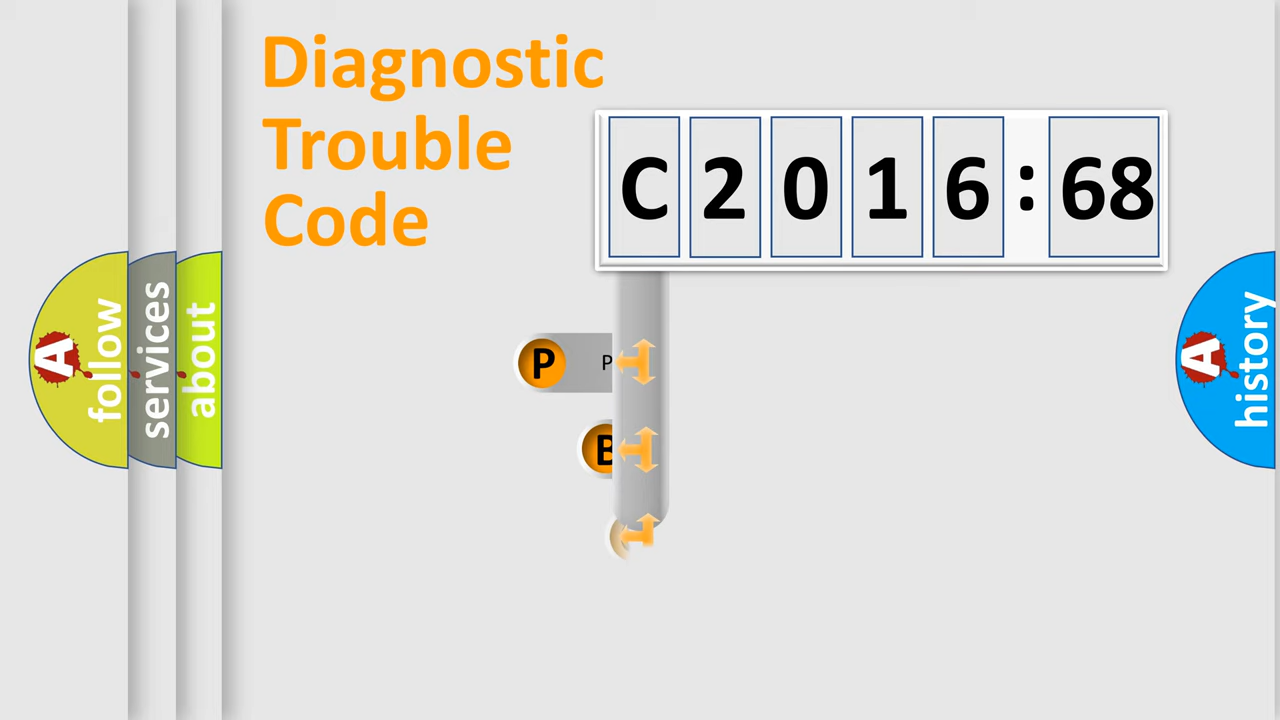 Diagnostic
Trouble
Code
C2016:68
P P
B
A follow
services
about
A history